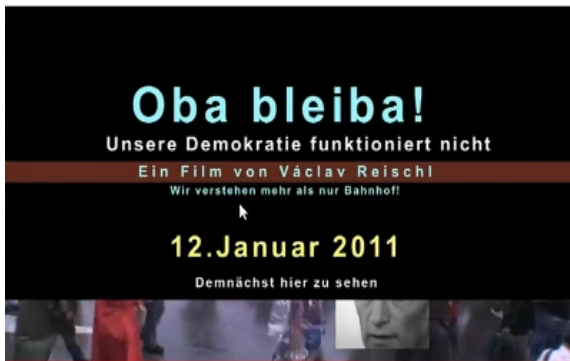 Oba bleiba!
Unsere Demokratie funktioniert nicht
Ein Film von Václav Reischl
Wir verstehen mehr als nur Bahnhof!
12.Januar 2011
Demnächst hier zu sehen